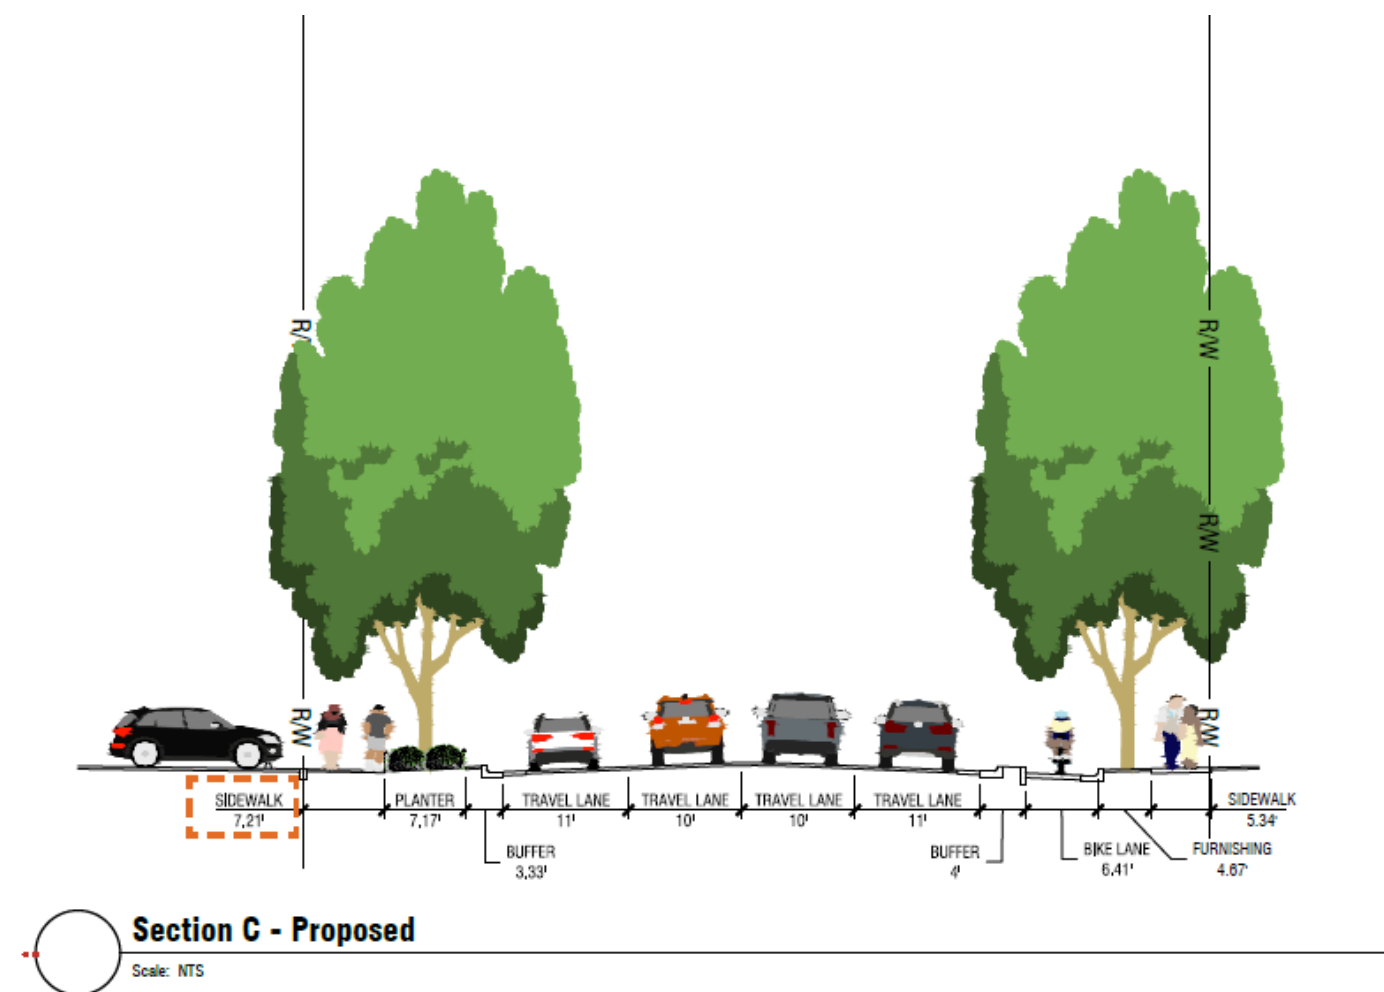 R/
R/W
R/W
R/W
R/W
SIDEWALK
7.21'
PLANTER
7.17'
TRAVEL LANE
11'
TRAVEL LANE
10'
TRAVEL LANE
10'
TRAVEL LANE
11'
SIDEWALK
5.34'
BUFFER
3.33'
BUFFER
4'
BIKE LANE
6.41'
FURNISHING
4.67'
Section C - Proposed
Scale: NTS